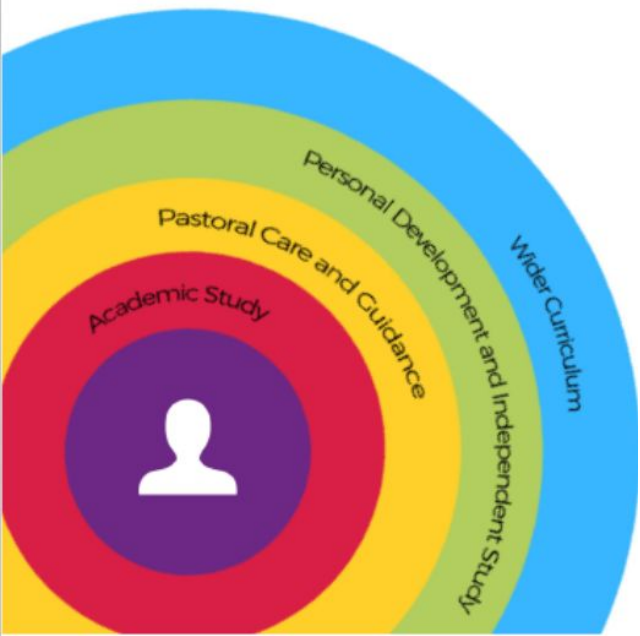 Academic Study
Pastoral Care and Guidance
Personal Development and Independent Study
Wider Curriculum